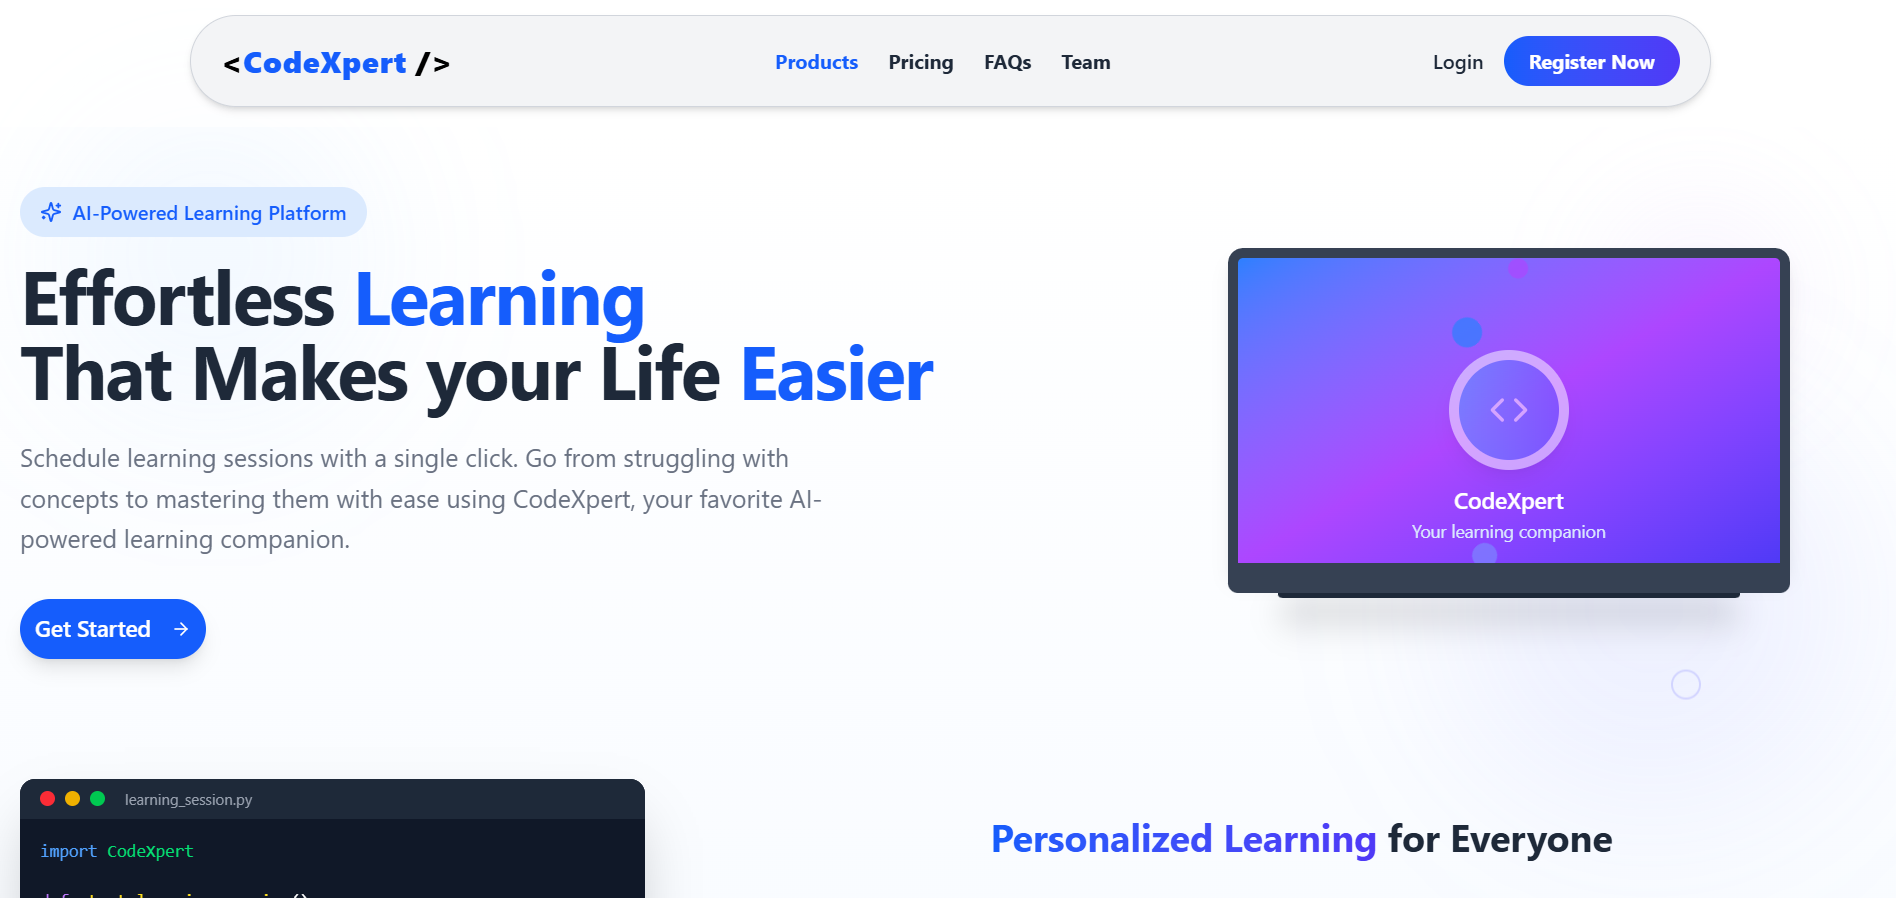 <CodeXpert />
Products
Pricing
FAQs
Team
Login
Register Now
AI-Powered Learning Platform
Effortless Learning
That Makes your Life Easier
Schedule learning sessions with a single click. Go from struggling with
concepts to mastering them with ease using CodeXpert, your favorite AI-
powered learning companion.
Get Started
CodeXpert
Your learning companion
learning_session.py
import CodeXpert
Personalized Learning for Everyone